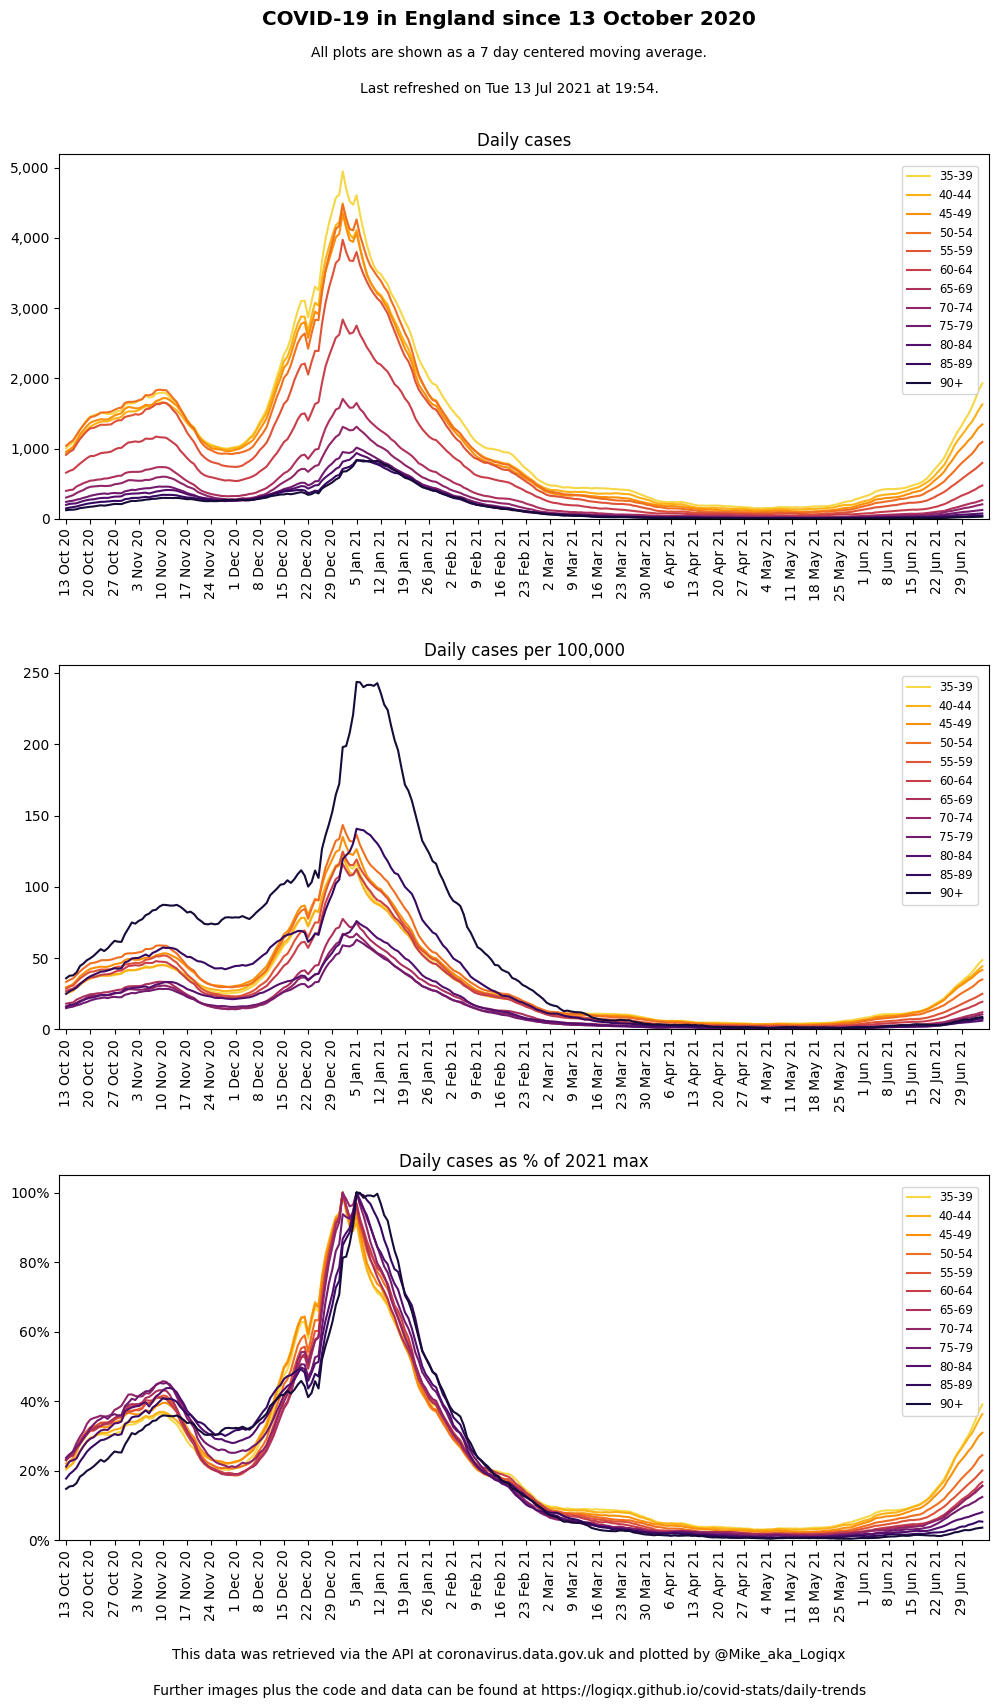 COVID-19 in England since 13 October 2020
All plots are shown as a 7 day centered moving average.
Last refreshed on Tue 13 Jul 2021 at 19:54.
Daily cases
5,000
4,000
3,000
2,000
1,000
0
35-39
40-44
45-49
50-54
55-59
60-64
65-69
70-74
75-79
80-84
85-89
90+
13 Oct 20
20 Oct 20
27 Oct 20
3 Nov 20
10 Nov 20
17 Nov 20
24 Nov 20
1 Dec 20
8 Dec 20
15 Dec 20
22 Dec 20
29 Dec 20
5 Jan 21
12 Jan 21
19 Jan 21
26 Jan 21
2 Feb 21
9 Feb 21
16 Feb 21
23 Feb 21
2 Mar 21
9 Mar 21
16 Mar 21
23 Mar 21
30 Mar 21
6 Apr 21
13 Apr 21
20 Apr 21
27 Apr 21
4 May 21
11 May 21
18 May 21
25 May 21
1 Jun 21
8 Jun 21
15 Jun 21
22 Jun 21
29 Jun 21
Daily cases per 100,000
250
200
150
100
50
0
35-39
40-44
45-49
50-54
55-59
60-64
65-69
70-74
75-79
80-84
85-89
90+
13 Oct 20
20 Oct 20
27 Oct 20
3 Nov 20
10 Nov 20
17 Nov 20
24 Nov 20
1 Dec 20
8 Dec 20
15 Dec 20
22 Dec 20
29 Dec 20
5 Jan 21
12 Jan 21
19 Jan 21
26 Jan 21
2 Feb 21
9 Feb 21
16 Feb 21
23 Feb 21
2 Mar 21
9 Mar 21
16 Mar 21
23 Mar 21
30 Mar 21
6 Apr 21
13 Apr 21
20 Apr 21
27 Apr 21
4 May 21
11 May 21
18 May 21
25 May 21
1 Jun 21
8 Jun 21
15 Jun 21
22 Jun 21
29 Jun 21
Daily cases as % of 2021 max
100%
80%
60%
40%
20%
0%
35-39
40-44
45-49
50-54
55-59
60-64
65-69
70-74
75-79
80-84
85-89
90+
13 Oct 20
20 Oct 20
27 Oct 20
3 Nov 20
10 Nov 20
17 Nov 20
24 Nov 20
1 Dec 20
8 Dec 20
15 Dec 20
22 Dec 20
29 Dec 20
5 Jan 21
12 Jan 21
19 Jan 21
26 Jan 21
2 Feb 21
9 Feb 21
16 Feb 21
23 Feb 21
2 Mar 21
9 Mar 21
16 Mar 21
23 Mar 21
30 Mar 21
6 Apr 21
13 Apr 21
20 Apr 21
27 Apr 21
4 May 21
11 May 21
18 May 21
25 May 21
1 Jun 21
8 Jun 21
15 Jun 21
22 Jun 21
29 Jun 21
This data was retrieved via the API at coronavirus.data.gov.uk and plotted by @Mike_aka_Logiqx
Further images plus the code and data can be found at https://logiqx.github.io/covid-stats/daily-trends